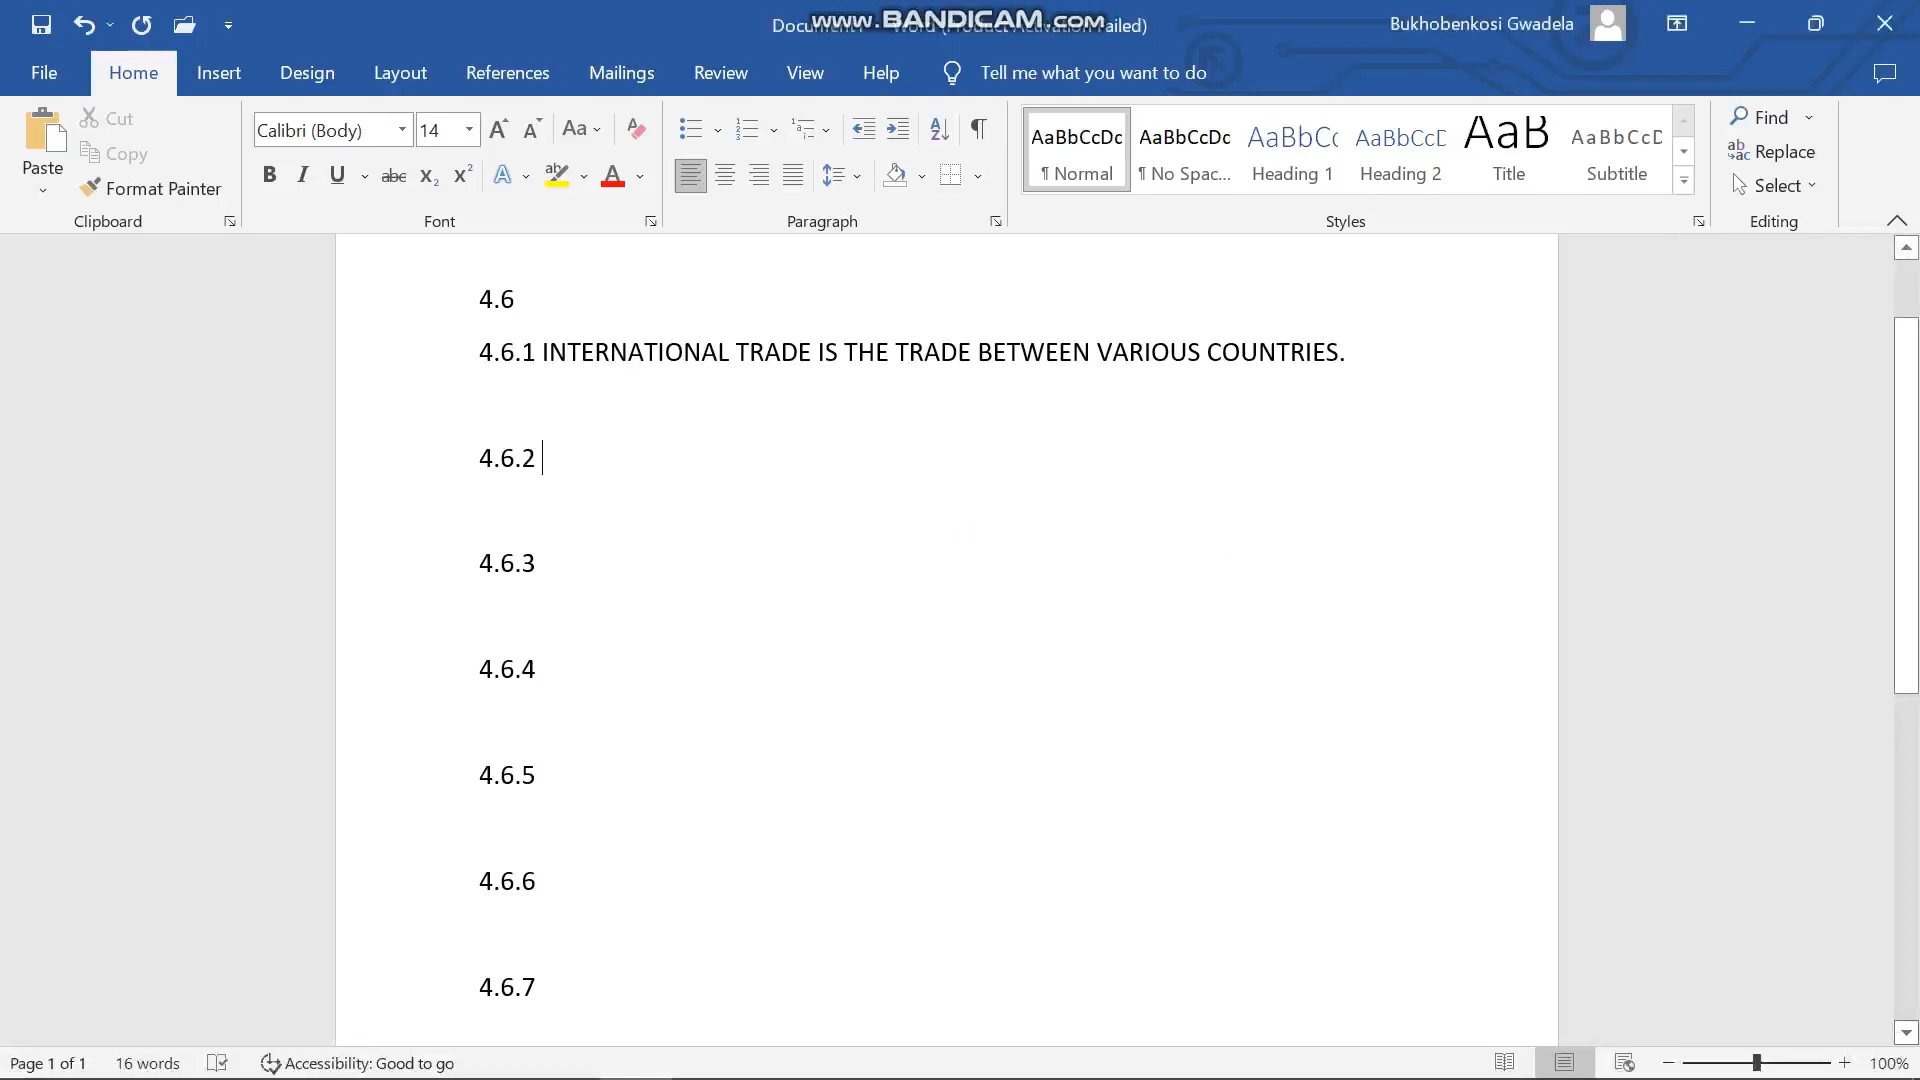 www.BANDICAM.com
Docum led)
Bukhobenkosi Gwadela
File Home Insert Design Layout References Mailings Review View Help Tell me what you want to do
Paste
Cut
Copy
Format Painter
Clipboard
Calibri (Body) 14
Font
Paragraph
AaBbCcDc AaBbCcDc AaBbCc AaBbCcD AaB AaBbCcD
¶ Normal ¶ No Spac... Heading 1 Heading 2 Title Subtitle
Styles
Find
Replace
Select
Editing
4.6
4.6.1 INTERNATIONAL TRADE IS THE TRADE BETWEEN VARIOUS COUNTRIES.
4.6.2
4.6.3
4.6.4
4.6.5
4.6.6
4.6.7
Page 1 of 1 16 words Accessibility: Good to go 100%